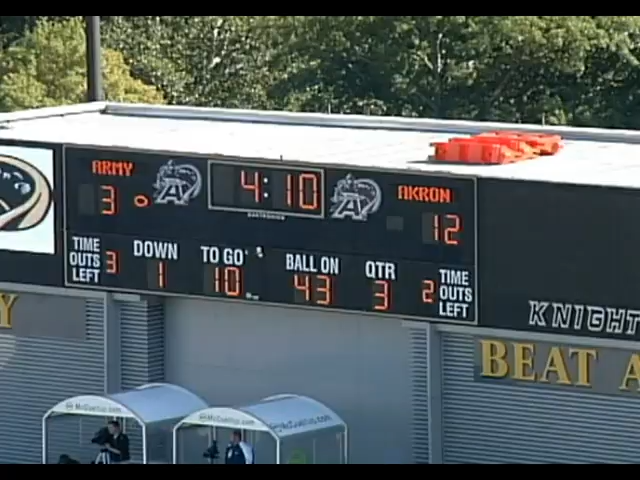 ARMY
4:10
AKRON
3
12
TIME OUTS LEFT 3
DOWN 1
TO GO 10
BALL ON 43
QTR 3
2 TIME OUTS LEFT
KNIGHT
Y
BEAT A